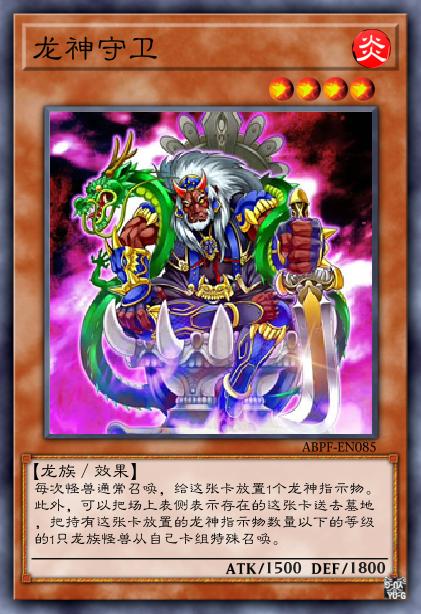 龙神守卫
炎
ABPF-EN085
【龙族／效果】
每次怪兽通常召唤，给这张卡放置1个龙神指示物。
此外，可以把场上表侧表示存在的这张卡送去墓地
，把持有这张卡放置的龙神指示物数量以下的等级
的1只龙族怪兽从自己卡组特殊召唤。
ATK/1500 DEF/1800